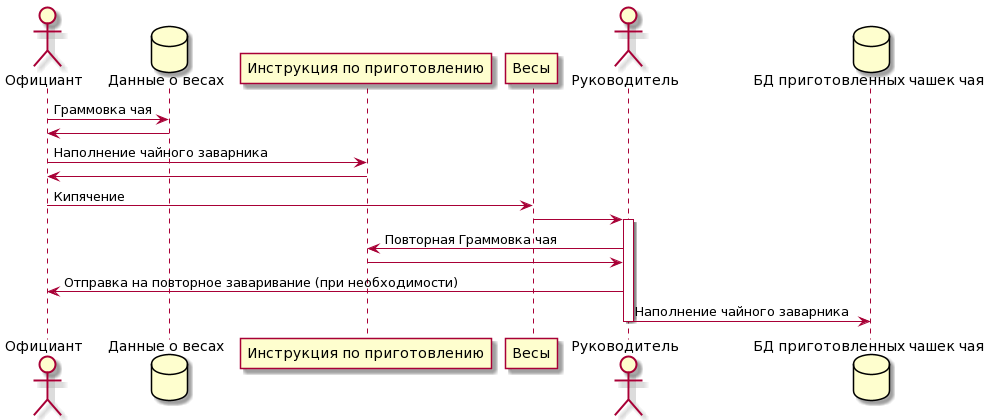 Официант
Данные о весах
Инструкция по приготовлению
Весы
Руководитель
БД приготовленных чашек чая
Граммовка чая
Наполнение чайного заварника
Кипячение
Повторная Граммовка чая
Отправка на повторное заваривание (при необходимости)
Наполнение чайного заварника
Официант
Данные о весах
Инструкция по приготовлению
Весы
Руководитель
БД приготовленных чашек чая